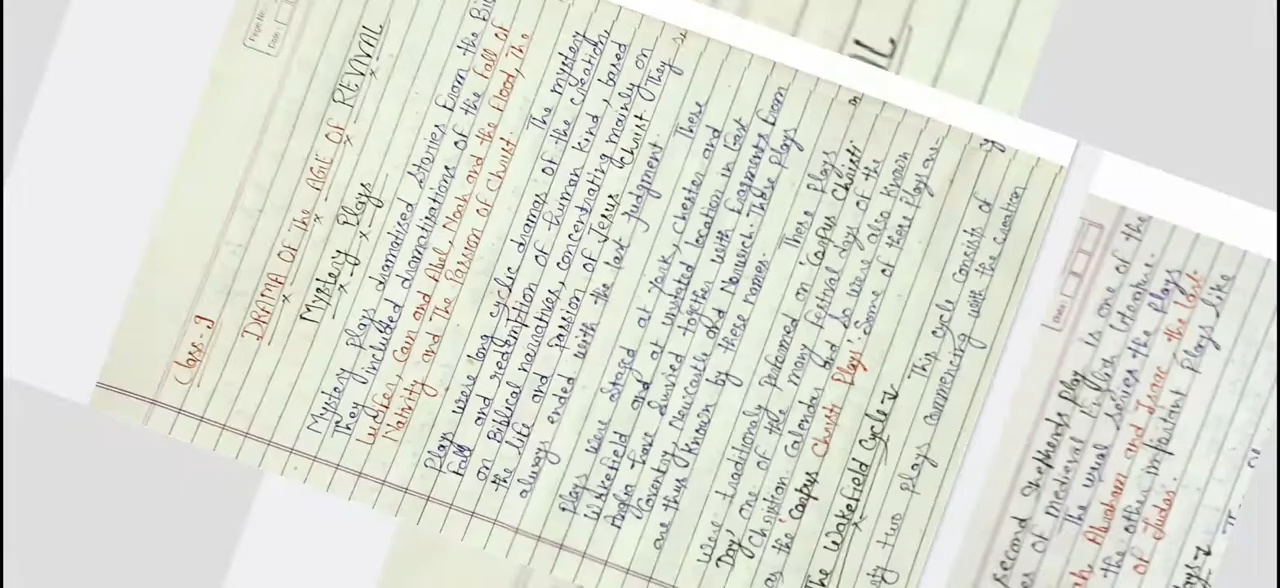 Class-9
DRAMA OF The AGE OF REVIVAL
Mystery Plays
Mystery Plays dramatised Stories From the
They included dramatisations of the Fall of
Lucifer, Cain and Abel, Noah and the Flood, The
Nativity and The Passion of Christ.
The mystery
Plays were long cyclic dramas of the creation,
fall and redemption of human kind, based
on Biblical narratives, concentrating mainly on
the life and passion of Jesus Christ. They
always ended with the last judgment.
These
Plays were staged at York, Chester and
Wakefield and at unstated location in East
Anglia have survived together with fragments from
Coventry, Newcastle and Norwich. These plays
are thus known by these names.
These Plays
Were traditionally performed on 'Corpus Christi
Day' one of the many festival days of the
Christian Calendar and so were also known
as the 'Corpus Christi Plays'. Some of these Plays are-
The Wakefield Cycle
This cycle consists of
two plays commencing with the creation
second Shepherds Play is one of
of medieval English literature.
The usual series the plays
Abraham and Isaac the last
of Judas.
the other important Plays like